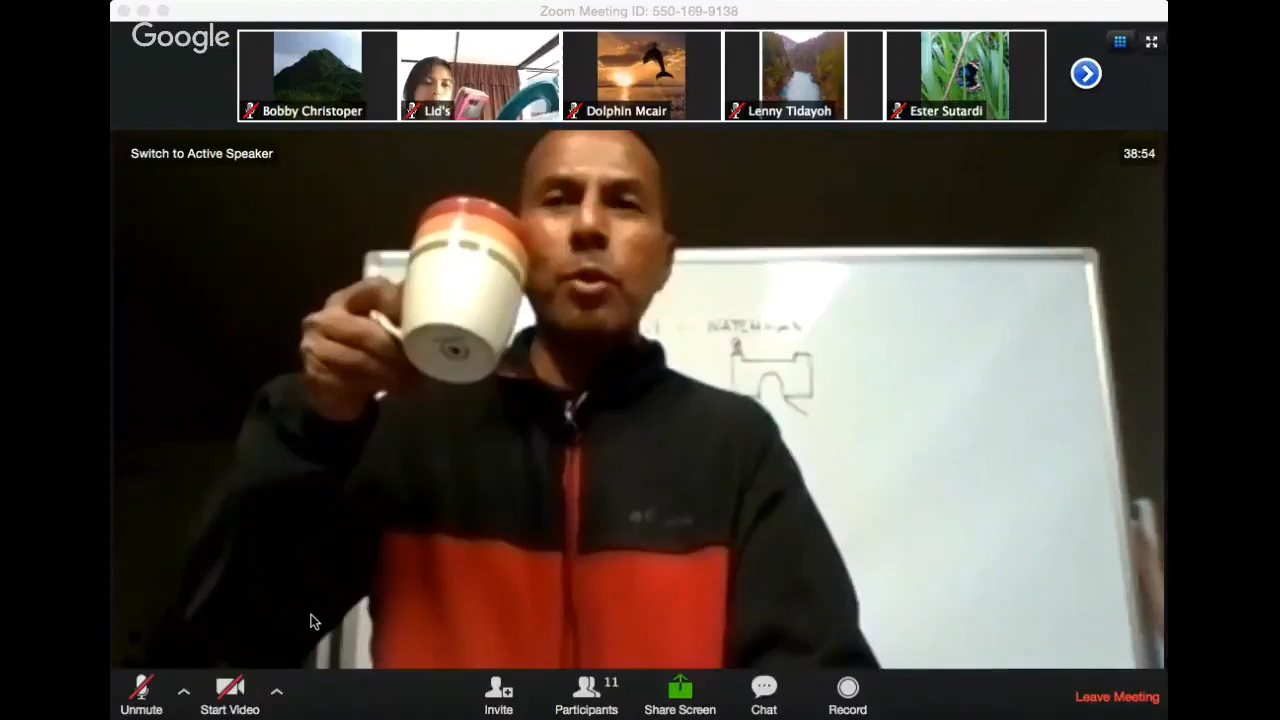 Zoom Meeting ID: 550-169-9138
Google
Bobby Christoper
Lid's
Dolphin Mcair
Lenny Tidayoh
Ester Sutardi
Switch to Active Speaker
38:54
Unmute
Start Video
Invite
Participants
11
Share Screen
Chat
Record
Leave Meeting